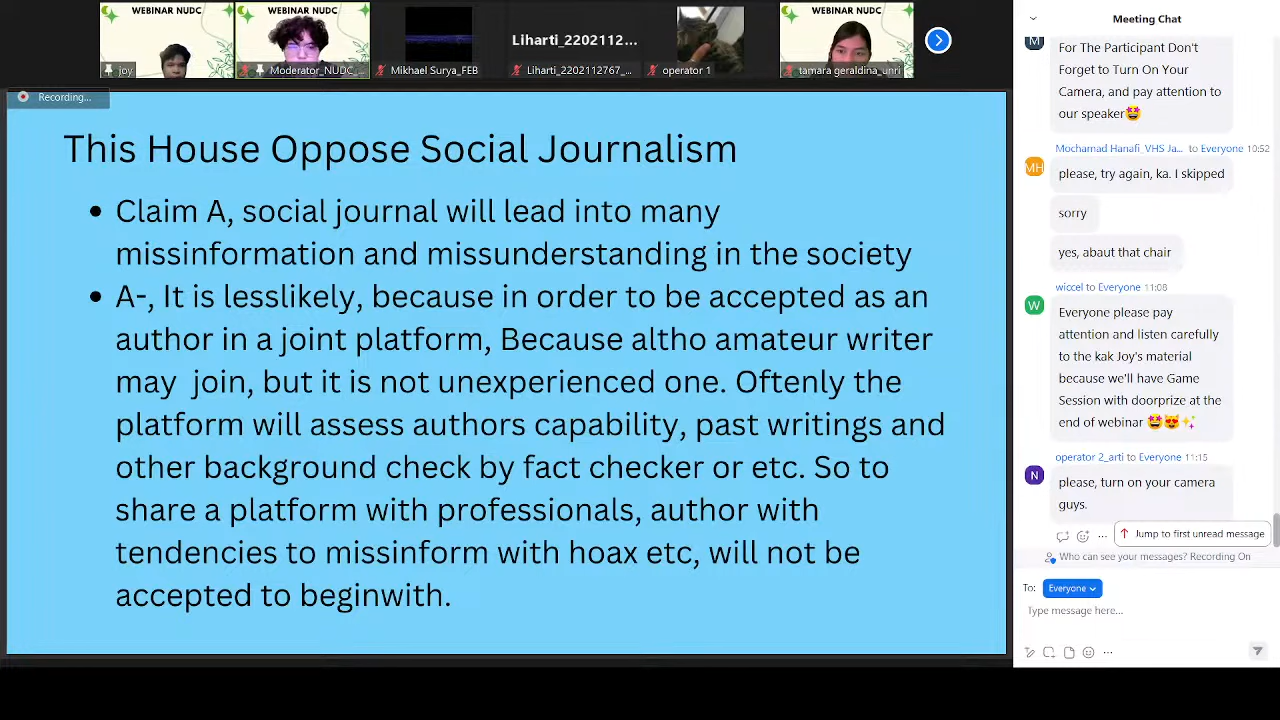 WEBINAR NUDC
joy
WEBINAR NUDC
Moderator_NUDC_...
Mikhael Surya_FEB
Liharti_2202112...
Liharti_2202112767_...
operator 1
WEBINAR NUDC
tamara geraldina_unri
Recording...
This House Oppose Social Journalism
• Claim A, social journal will lead into many
missinformation and missunderstanding in the society
• A-, It is lesslikely, because in order to be accepted as an
author in a joint platform, Because altho amateur writer
may join, but it is not unexperienced one. Oftenly the
platform will assess authors capability, past writings and
other background check by fact checker or etc. So to
share a platform with professionals, author with
tendencies to missinform with hoax etc, will not be
accepted to beginwith.
Meeting Chat
M
For The Participant Don't
Forget to Turn On Your
Camera, and pay attention to
our speaker🤩
Mochamad Hanafi_VHS Ja... to Everyone 10:52
MH
please, try again, ka. I skipped
sorry
yes, abaut that chair
wiccel to Everyone 11:08
W
Everyone please pay
attention and listen carefully
to the kak Joy's material
because we'll have Game
Session with doorprize at the
end of webinar 🤩😻✨
operator 2_arti to Everyone 11:15
N
please, turn on your camera
guys.
Jump to first unread message
Who can see your messages? Recording On
To: Everyone
Type message here...